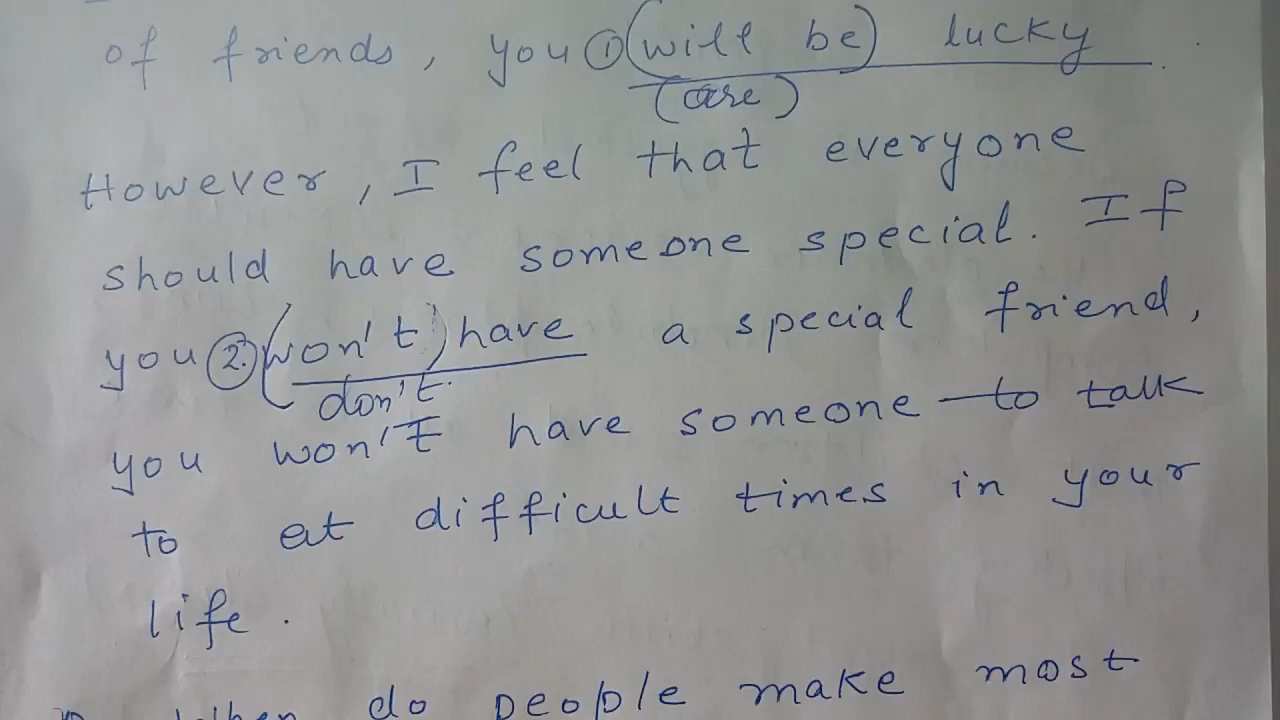 of friends, you ① (will be) lucky.
(are)
However, I feel that everyone
should have someone special. If
you ②. (won't) have a special friend,
don't.
you won't have someone to talk
to at difficult times in your
life.
When do people make most